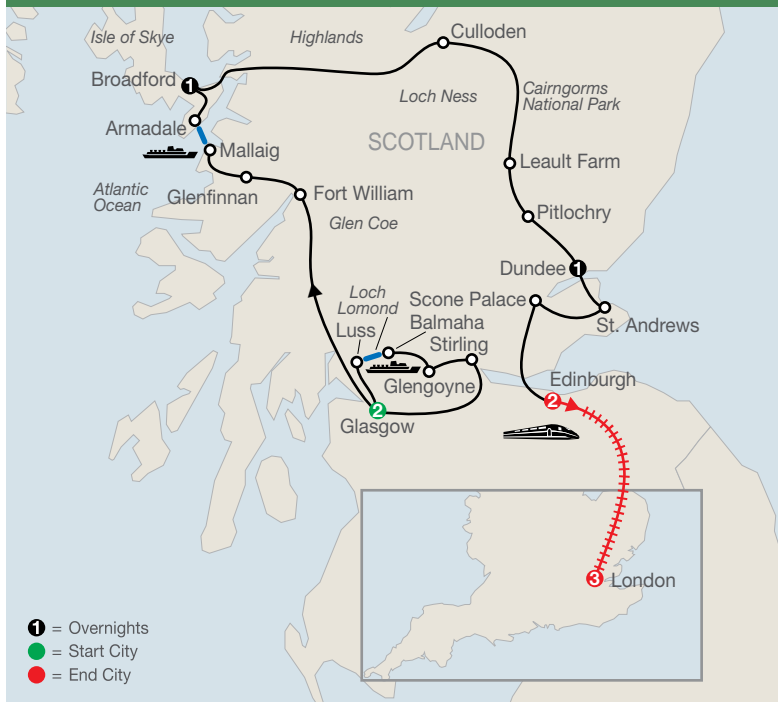 Isle of Skye
Highlands
Culloden
Broadford
1
Loch Ness
Cairngorms
National Park
Armadale
SCOTLAND
Mallaig
Leault Farm
Atlantic
Ocean
Glenfinnan
Fort William
Pitlochry
Glen Coe
Dundee
1
Loch
Lomond
Scone Palace
Luss
Balmaha
St. Andrews
Stirling
Glengoyne
Edinburgh
2
2
Glasgow
3
London
1 = Overnights
= Start City
= End City